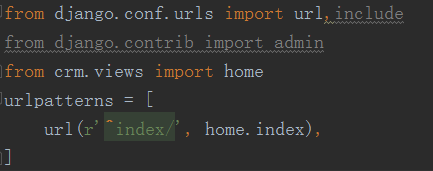 from django.conf.urls import url,include
from django.contrib import admin
from crm.views import home
urlpatterns = [
    url(r'^index/', home.index),
]